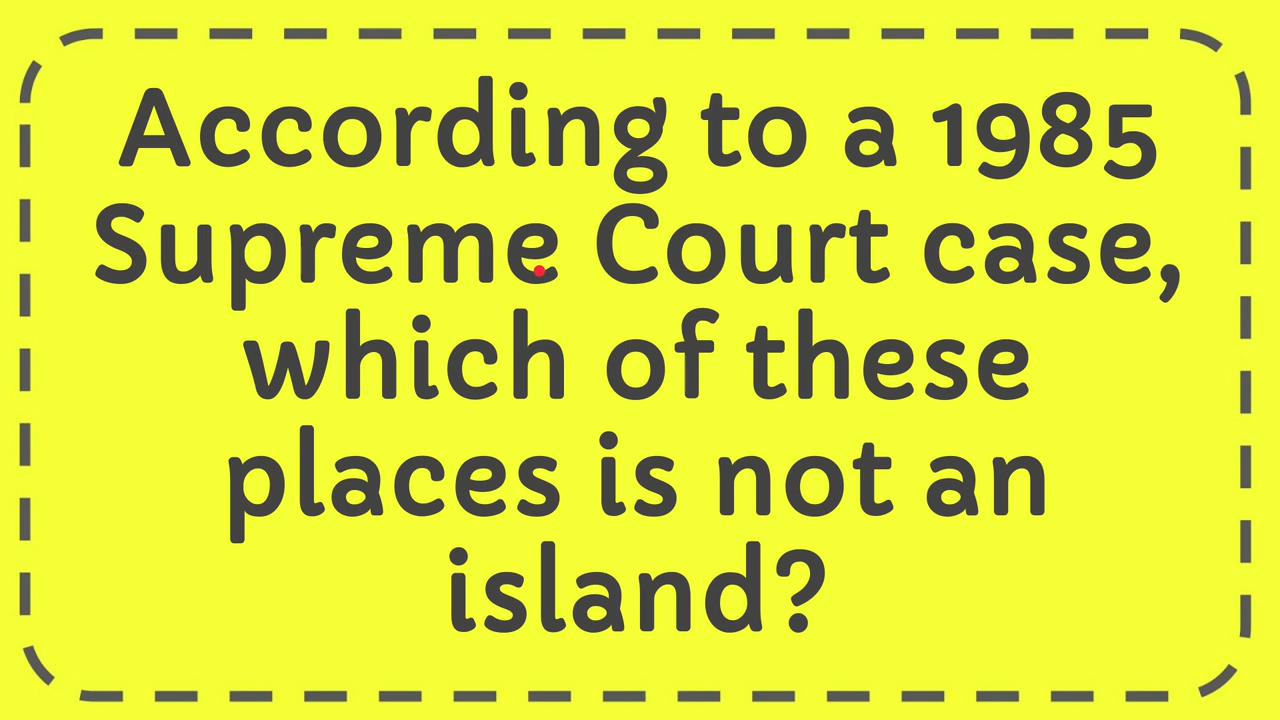 According to a 1985
Supreme Court case,
which of these
places is not an
island?